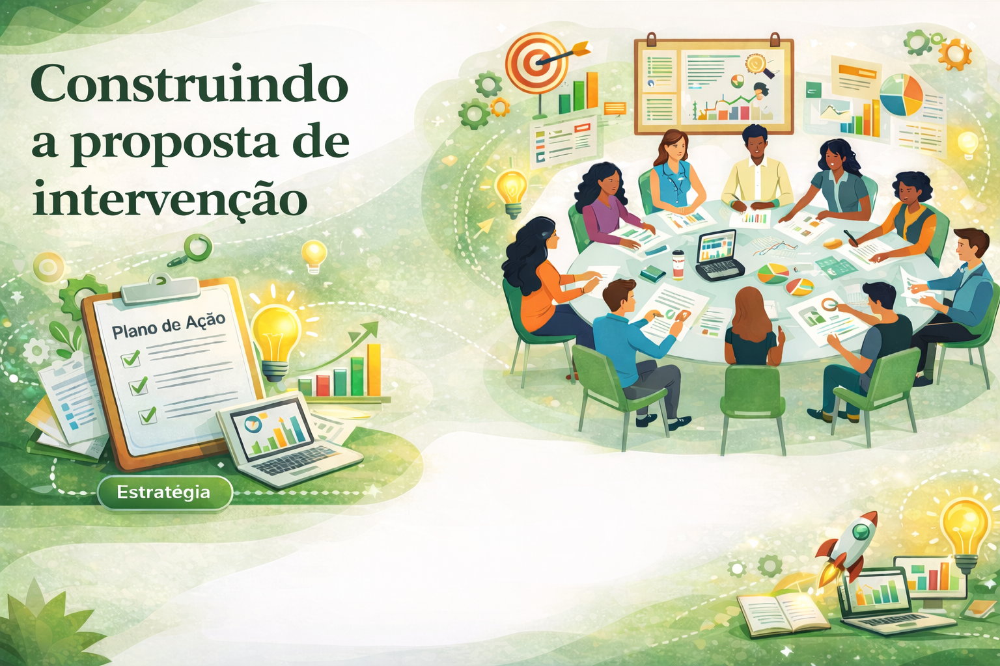 Construindo
a proposta de
intervenção
Plano de Ação
Estratégia